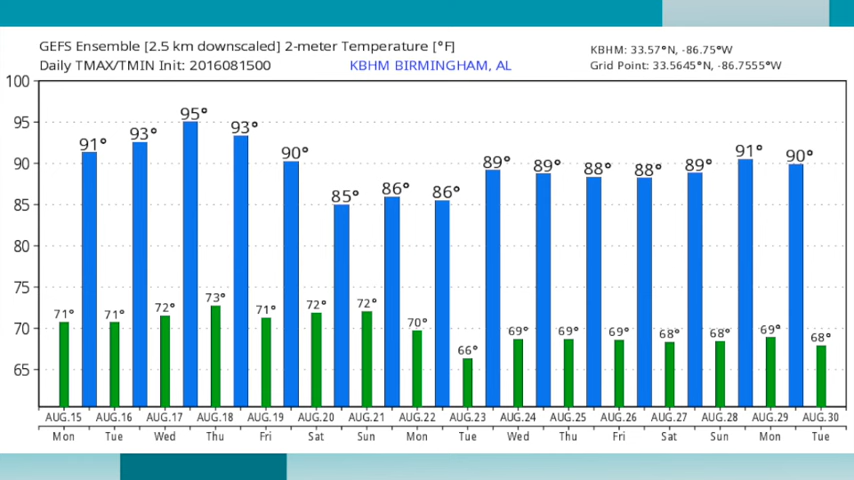 GEFS Ensemble [2.5 km downscaled] 2-meter Temperature [°F]
Daily TMAX/TMIN Init: 2016081500
KBHM BIRMINGHAM, AL
KBHM: 33.57°N, -86.75°W
Grid Point: 33.5645°N, -86.7555°W
100
95
90
85
80
75
70
65
91° 93° 95° 93° 90° 85° 86° 86° 89° 89° 88° 88° 89° 91° 90°
71° 71° 72° 73° 71° 72° 72° 70° 66° 69° 69° 69° 68° 68° 69° 68°
AUG.15 AUG.16 AUG.17 AUG.18 AUG.19 AUG.20 AUG.21 AUG.22 AUG.23 AUG.24 AUG.25 AUG.26 AUG.27 AUG.28 AUG.29 AUG.30
Mon Tue Wed Thu Fri Sat Sun Mon Tue Wed Thu Fri Sat Sun Mon Tue